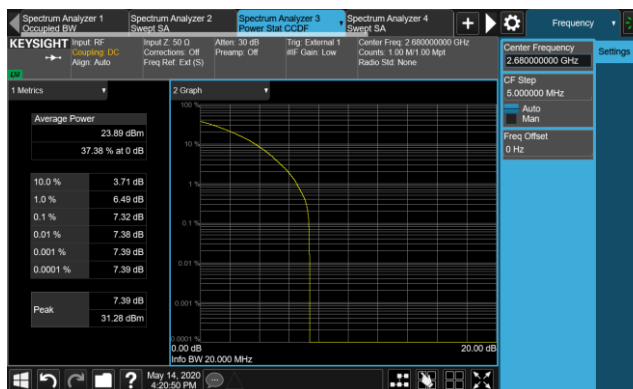 Spectrum Analyzer 1
Occupied BW
Spectrum Analyzer 2
Swept SA
Spectrum Analyzer 3
Power Stat CCDF
Spectrum Analyzer 4
Swept SA
Frequency
KEYSIGHT
Input: RF
Coupling: DC
Align: Auto
Input Z: 50 Ω
Corrections: Off
Freq Ref: Ext (S)
Atten: 30 dB
Preamp: Off
Trig: External 1
#IF Gain: Low
Center Freq: 2.680000000 GHz
Counts: 1.00 M/1.00 Mpt
Radio Std: None
Center Frequency
2.680000000 GHz
Settings
CF Step
5.000000 MHz
Auto
Man
Freq Offset
0 Hz
1 Metrics
Average Power
23.89 dBm
37.38 % at 0 dB
10.0 % 3.71 dB
1.0 % 6.49 dB
0.1 % 7.32 dB
0.01 % 7.38 dB
0.001 % 7.39 dB
0.0001 % 7.39 dB
Peak 7.39 dB
31.28 dBm
2 Graph
100 %
10 %
1 %
0.1 %
0.01 %
0.001 %
0.0001 %
0.00 dB
20.00 dB
Info BW 20.000 MHz
?
May 14, 2020
4:20:50 PM